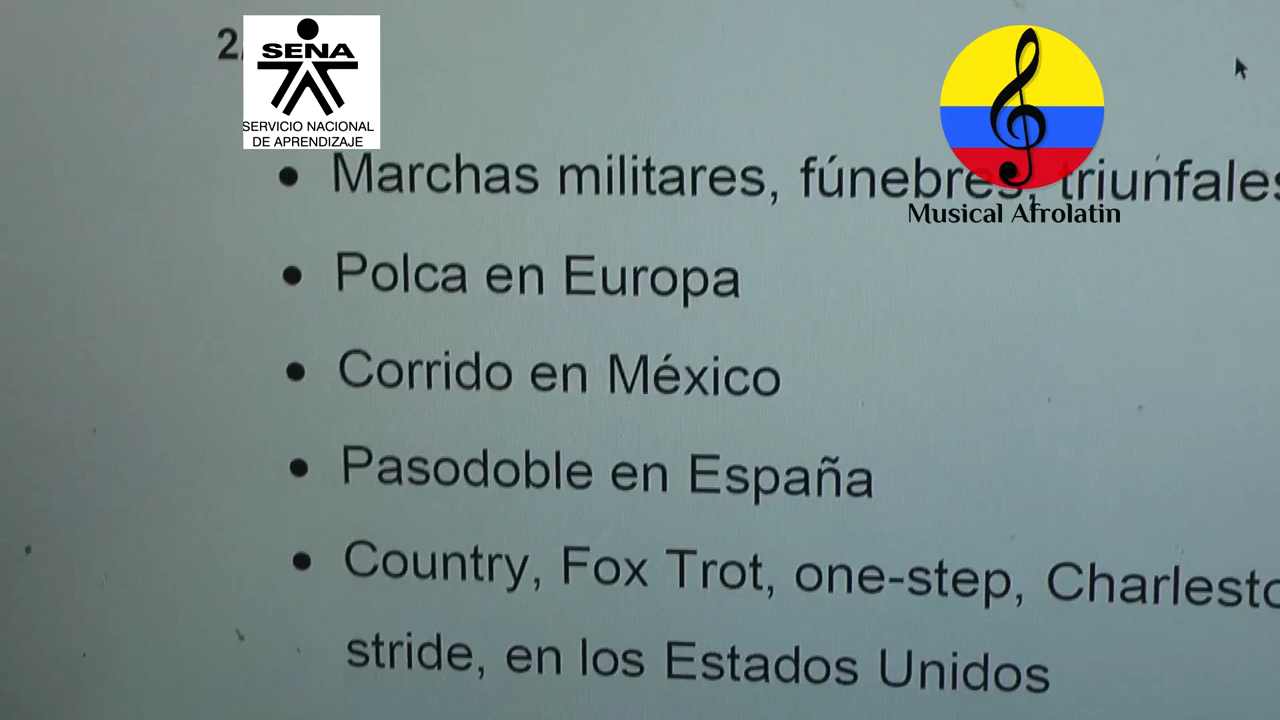 2
SENA
SERVICIO NACIONAL
DE APRENDIZAJE
• Marchas militares, fúnebres, triunfales
Musical Afrolatin
• Polca en Europa
• Corrido en México
• Pasodoble en España
• Country, Fox Trot, one-step,
stride, en los Estados Unidos